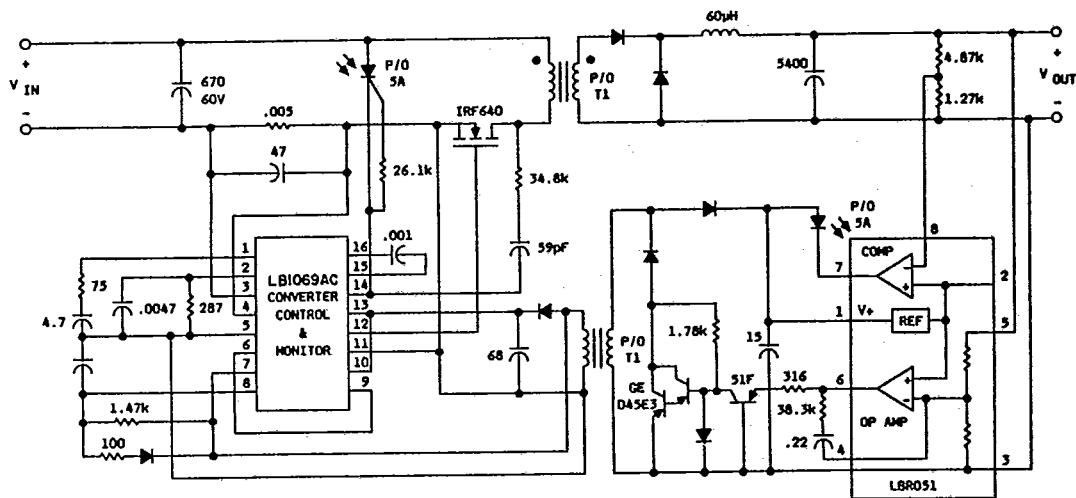 60μH
+
V IN
-
670
60V
P/O
5A
P/O
T1
5400
4.87k
1.27k
+
V OUT
-
.005
IRF640
47
26.1k
34.8k
59pF
P/O
5A
8
.001
1
2
3
4
5
6
7
8
16
15
14
13
12
11
10
9
LB1069AC
CONVERTER
CONTROL
&
MONITOR
75
.0047
287
4.7
1.47k
100
68
P/O
T1
GE
D45E3
1.78k
51F
15
316
38.3k
.22
COMP
7
-
+
2
1
V+
REF
5
6
+
-
OP AMP
4
3
LBR051